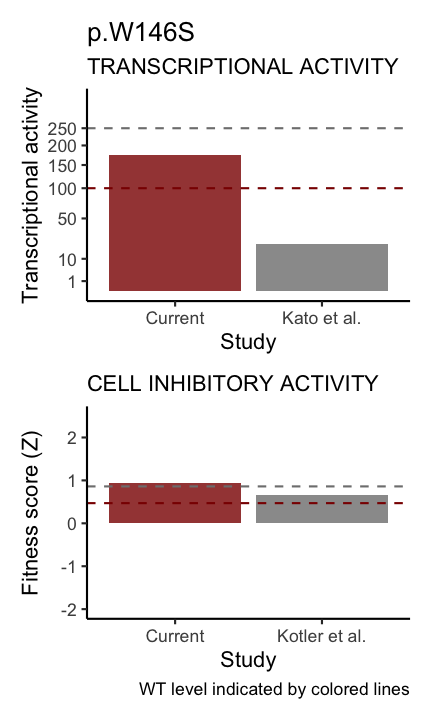 p.W146S
TRANSCRIPTIONAL ACTIVITY
Transcriptional activity
250
200
150
100
50
10
1
Current
Kato et al.
Study
CELL INHIBITORY ACTIVITY
Fitness score (Z)
2
1
0
-1
-2
Current
Kotler et al.
Study
WT level indicated by colored lines